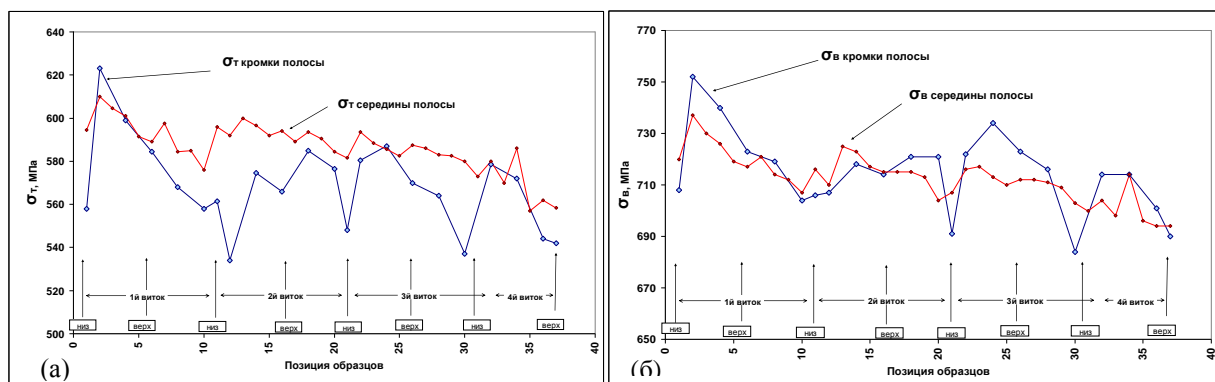 640
620
600
580
560
540
520
500
σт, МПа
σт кромки полосы
σт середины полосы
1й виток
2й виток
3й виток
4й виток
низ
верх
низ
верх
низ
верх
низ
верх
0
5
10
15
20
25
30
35
40
Позиция образцов
(а)
770
750
730
710
690
670
650
σв, МПа
σв кромки полосы
σв середины полосы
1й виток
2й виток
3й виток
4й виток
низ
верх
низ
верх
низ
верх
низ
верх
0
5
10
15
20
25
30
35
40
Позиция образцов
(б)